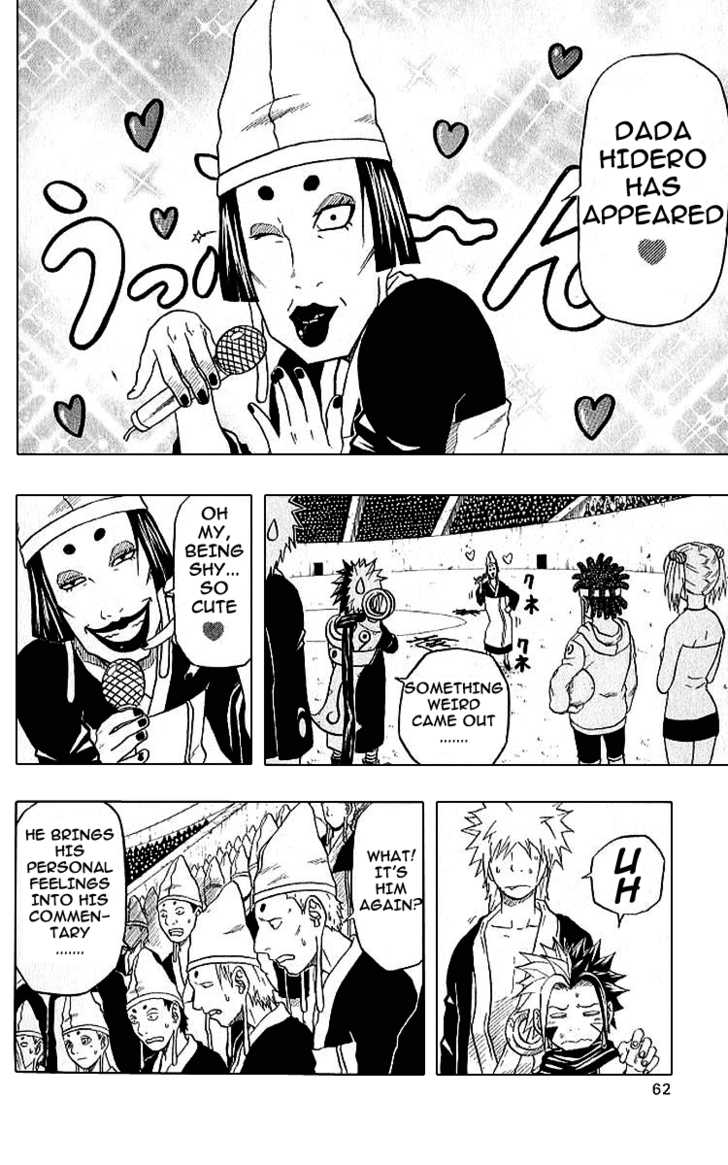 DADA
HIDERO
HAS
APPEARED
うっ
〜ん
SOMETHING
WEIRD
CAME OUT
.......
クネ
クネ
OH
MY,
BEING
SHY...
SO
CUTE
UH
WHAT!
IT'S
HIM
AGAIN?
HE BRINGS
HIS
PERSONAL
FEELINGS
INTO HIS
COMMEN-
TARY
.......
62